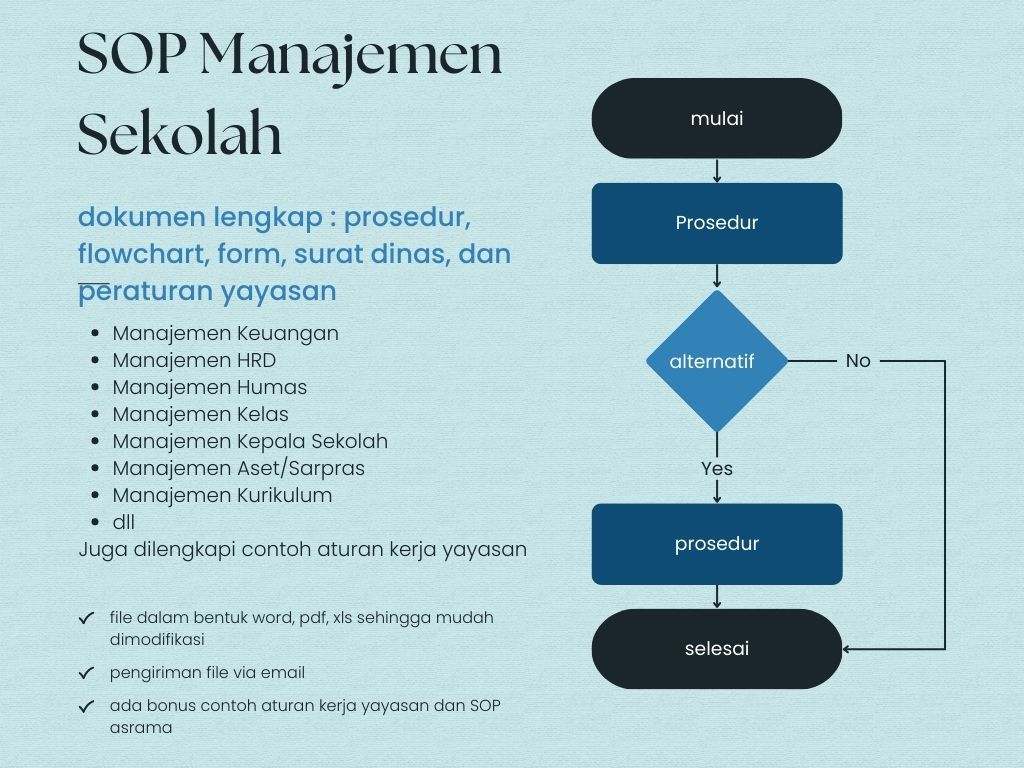 SOP Manajemen
Sekolah
dokumen lengkap : prosedur,
flowchart, form, surat dinas, dan
peraturan yayasan
Manajemen Keuangan
Manajemen HRD
Manajemen Humas
Manajemen Kelas
Manajemen Kepala Sekolah
Manajemen Aset/Sarpras
Manajemen Kurikulum
dll
Juga dilengkapi contoh aturan kerja yayasan
file dalam bentuk word, pdf, xls sehingga mudah
dimodifikasi
pengiriman file via email
ada bonus contoh aturan kerja yayasan dan SOP
asrama
mulai
Prosedur
alternatif
No
Yes
prosedur
selesai